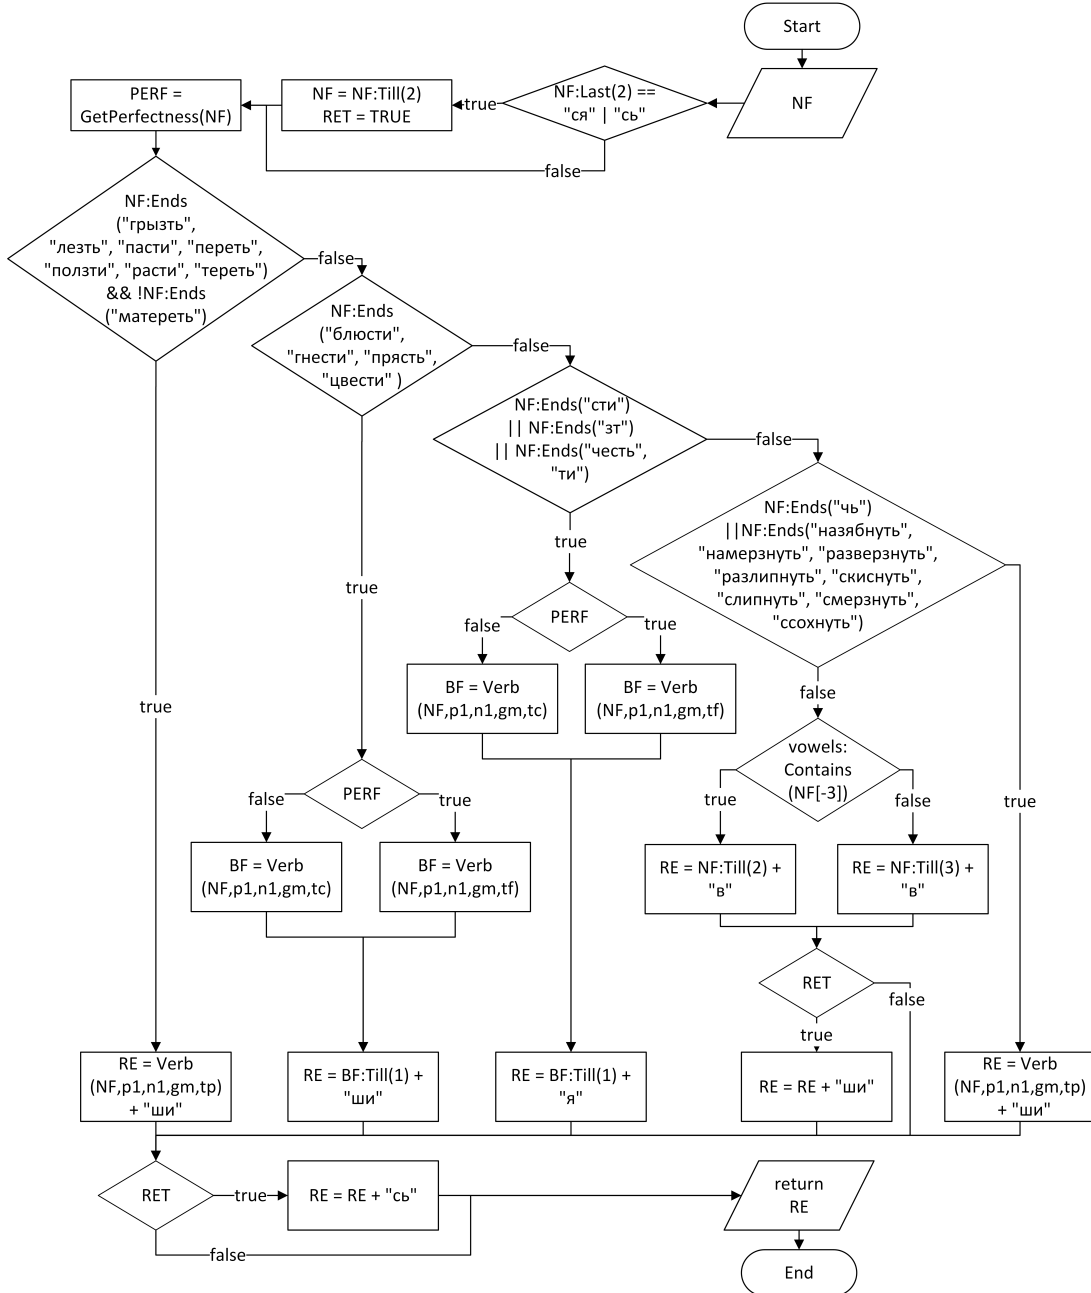 Start
NF
NF:Last(2) ==
"ся" | "сь"
true
NF = NF:Till(2)
RET = TRUE
PERF =
GetPerfectness(NF)
false
NF:Ends
("грызть",
"лезть", "пасти", "переть",
"ползти", "расти", "тереть")
&& !NF:Ends
("матереть")
false
NF:Ends
("блюсти",
"гнести", "прясть",
"цвести" )
false
NF:Ends("сти")
|| NF:Ends("зт")
|| NF:Ends("честь",
"ти")
false
NF:Ends("чь")
||NF:Ends("назябнуть",
"намерзнуть", "разверзнуть",
"разлипнуть", "скиснуть",
"слипнуть", "смерзнуть",
"ссохнуть")
true
true
PERF
false
true
BF = Verb
(NF,p1,n1,gm,tc)
BF = Verb
(NF,p1,n1,gm,tf)
false
true
vowels:
Contains
(NF[-3])
true
false
true
PERF
false
true
BF = Verb
(NF,p1,n1,gm,tc)
BF = Verb
(NF,p1,n1,gm,tf)
RE = NF:Till(2) +
"в"
RE = NF:Till(3) +
"в"
RET
false
true
RE = Verb
(NF,p1,n1,gm,tp)
+ "ши"
RE = BF:Till(1) +
"ши"
RE = BF:Till(1) +
"я"
RE = RE + "ши"
RE = Verb
(NF,p1,n1,gm,tp)
+ "ши"
RET
true
RE = RE + "сь"
return
RE
false
End